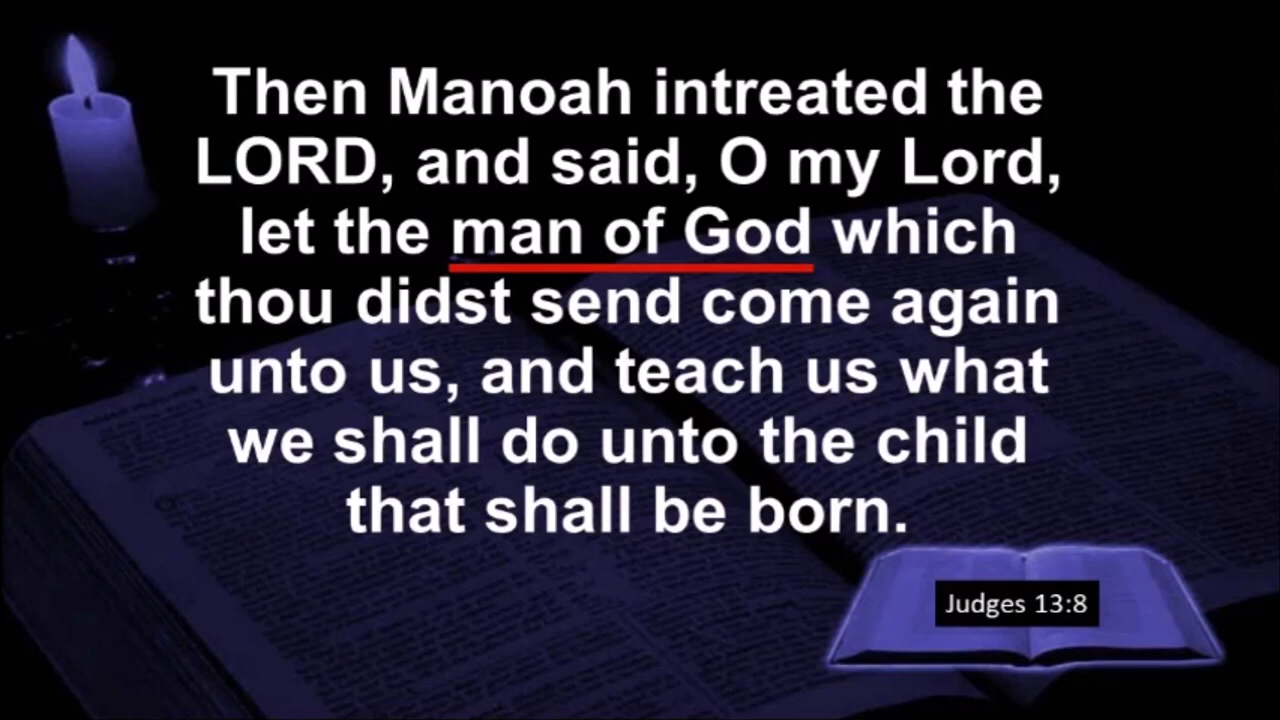 Then Manoah intreated the
LORD, and said, O my Lord,
let the man of God which
thou didst send come again
unto us, and teach us what
we shall do unto the child
that shall be born.
Judges 13:8